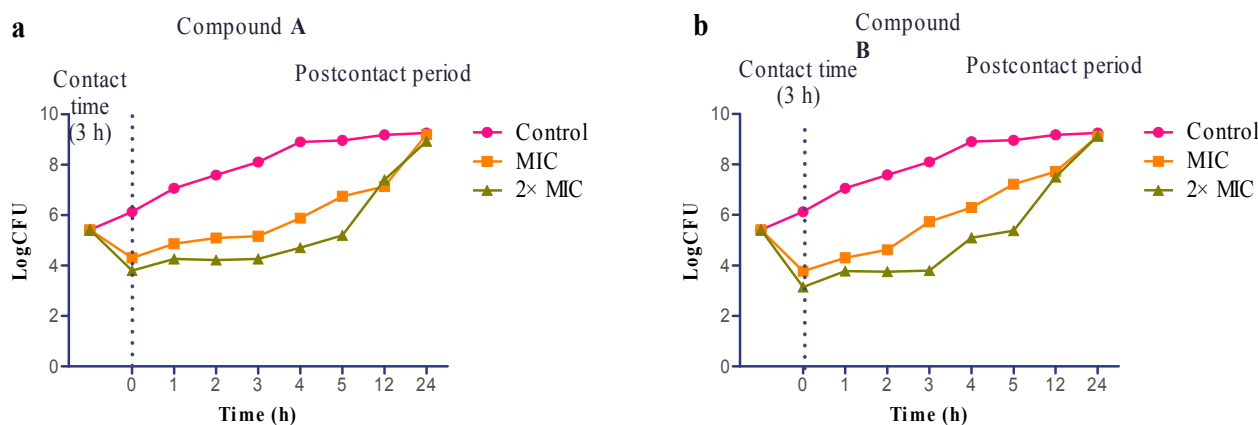 a
Compound A
Contact
time
(3 h)
Postcontact period
10
8
6
4
2
0
LogCFU
0 1 2 3 4 5 12 24
Time (h)
Control
MIC
2× MIC
b
Compound
B
Contact time
(3 h)
Postcontact period
10
8
6
4
2
0
LogCFU
0 1 2 3 4 5 12 24
Time (h)
Control
MIC
2× MIC